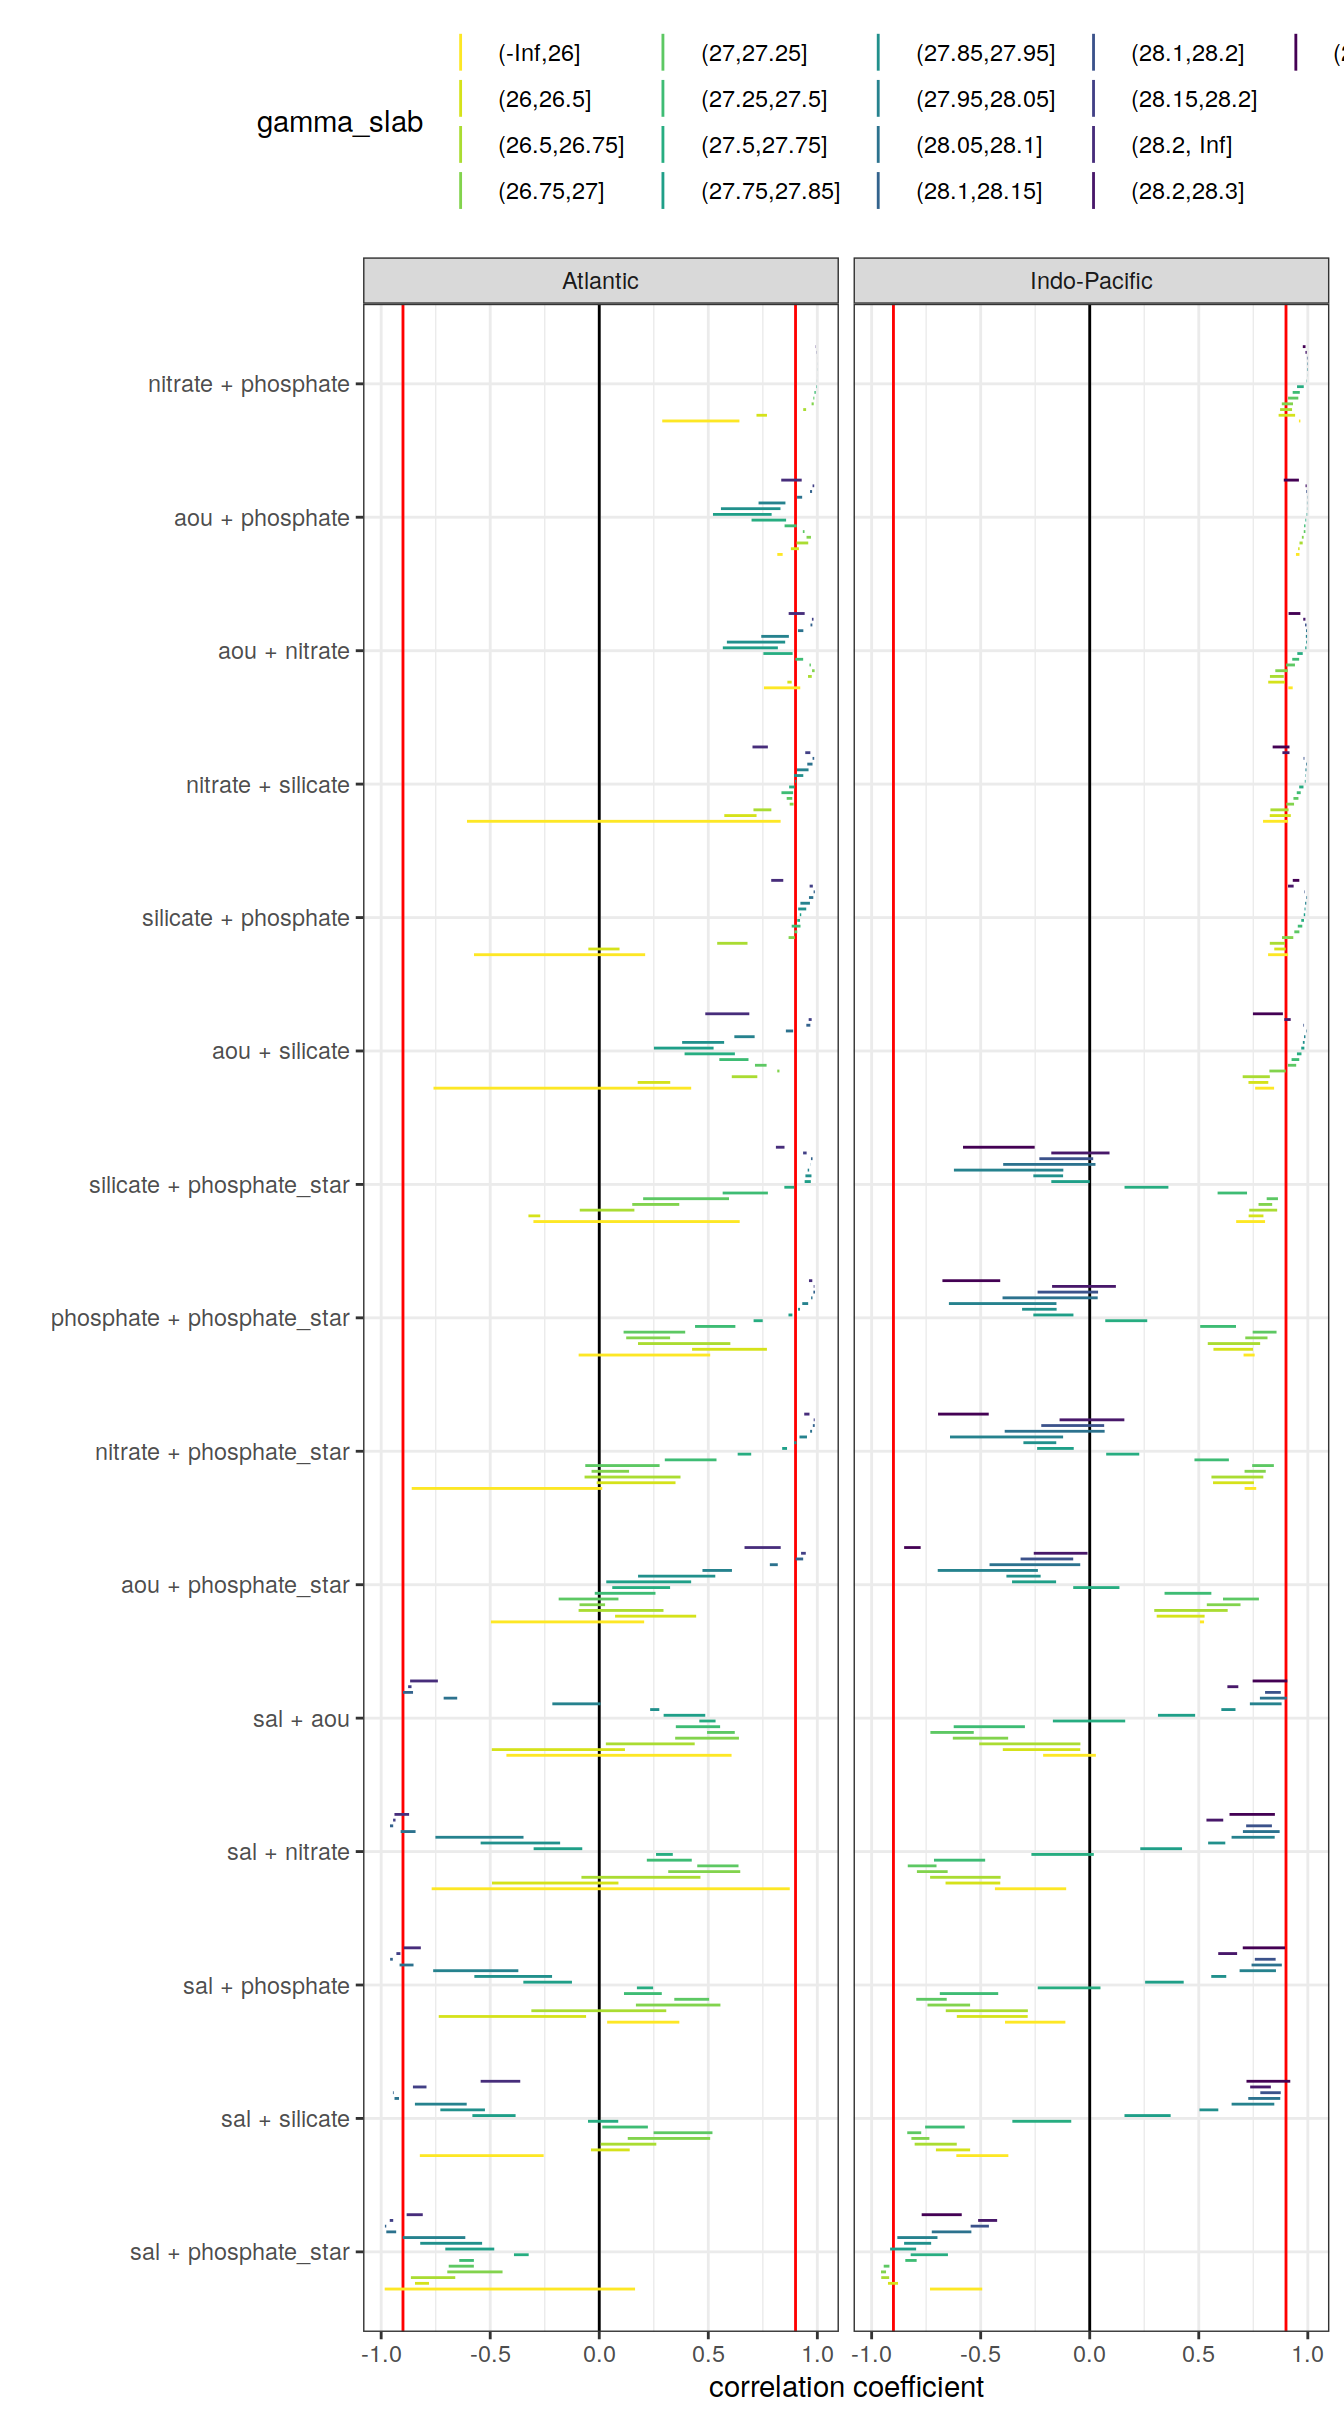 gamma_slab
(-Inf,26] (27,27.25] (27.85,27.95] (28.1,28.2]
(26,26.5] (27.25,27.5] (27.95,28.05] (28.15,28.2]
(26.5,26.75] (27.5,27.75] (28.05,28.1] (28.2, Inf]
(26.75,27] (27.75,27.85] (28.1,28.15] (28.2,28.3]
Atlantic Indo-Pacific
nitrate + phosphate
aou + phosphate
aou + nitrate
nitrate + silicate
silicate + phosphate
aou + silicate
silicate + phosphate_star
phosphate + phosphate_star
nitrate + phosphate_star
aou + phosphate_star
sal + aou
sal + nitrate
sal + phosphate
sal + silicate
sal + phosphate_star
-1.0 -0.5 0.0 0.5 1.0 -1.0 -0.5 0.0 0.5 1.0
correlation coefficient